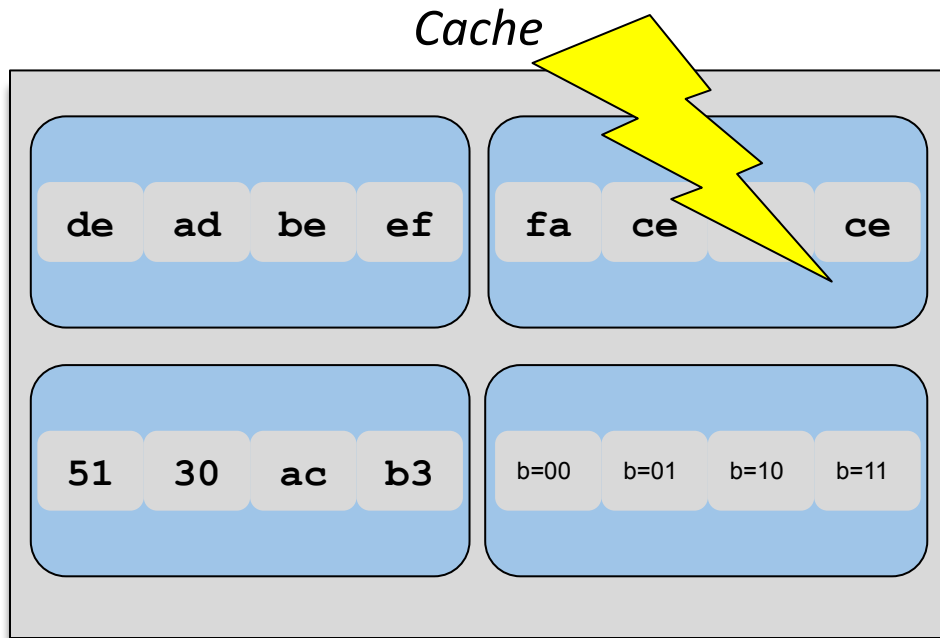 Cache
de ad be ef
fa ce ce
51 30 ac b3
b=00 b=01 b=10 b=11